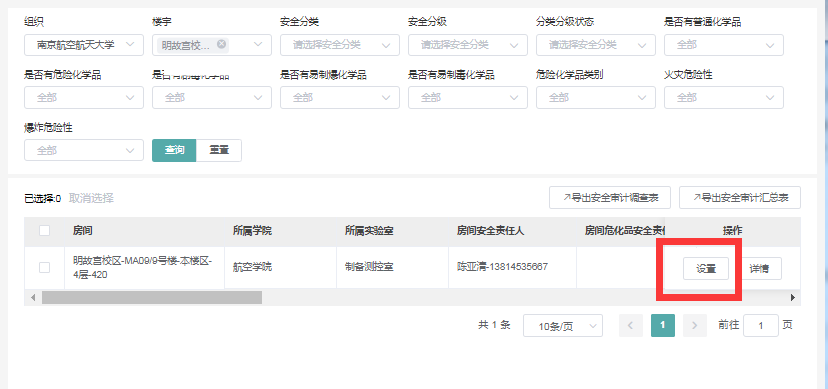 组织 楼宇 安全分类 安全分级 分类分级状态 是否有普通化学品
南京航空航天大学 明故宫校... 请选择安全分类 请选择安全分级 请选择安全分级 全部
是否有危险化学品 是否有剧毒化学品 是否有易制爆化学品 是否有易制毒化学品 危险化学品类别 火灾危险性
全部 全部 全部 全部 全部 全部
爆炸危险性
全部 查询 重置
已选择:0 取消选择 导出安全审计调查表 导出安全审计汇总表
房间 所属学院 所属实验室 房间安全责任人 房间危化品安全责任 操作
明故宫校区-MA09/9号楼-本楼区- 航空学院 制备测控室 陈亚清-13814535667 设置 详情
4层-420
共 1 条 10条/页 1 前往 1 页